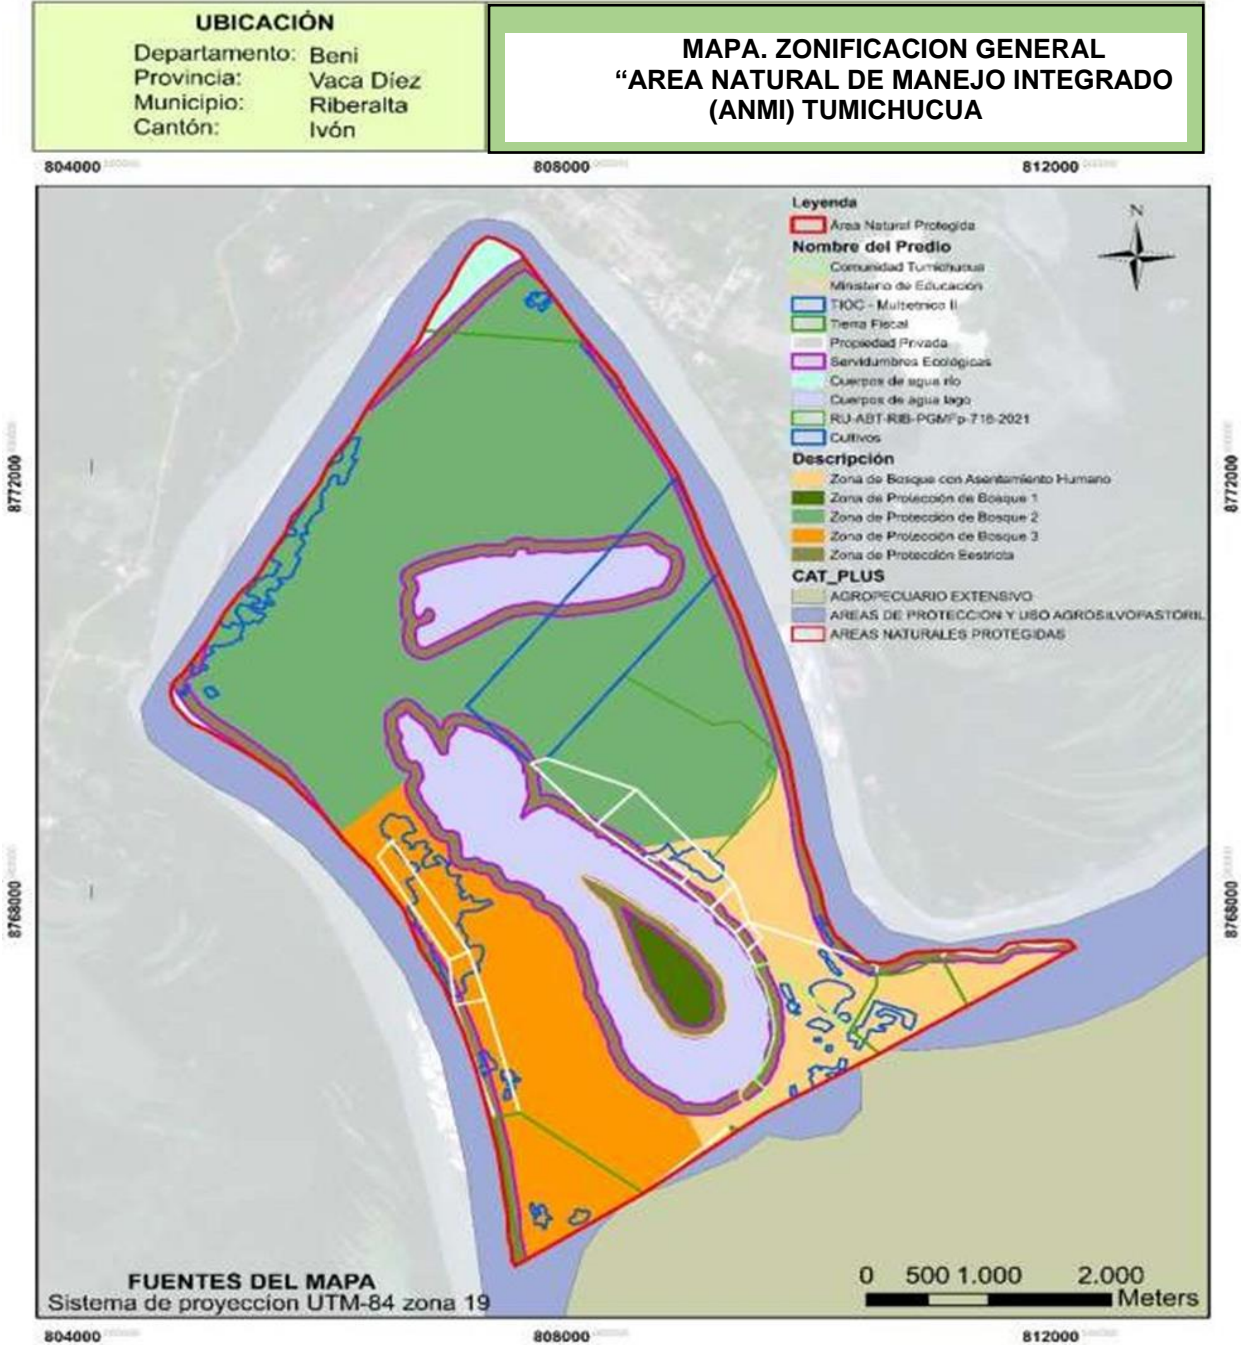 UBICACIÓN
Departamento: Beni
Provincia: Vaca Díez
Municipio: Riberalta
Cantón: Ivón
MAPA. ZONIFICACION GENERAL
“AREA NATURAL DE MANEJO INTEGRADO
(ANMI) TUMICHUCUA
804000 808000 812000
Leyenda
Área Natural Protegida
Nombre del Predio
Comunidad Tumichucua
Ministerio de Educación
TIOC - Multietnico II
Tierra Fiscal
Propiedad Privada
Servidumbres Ecológicas
Cuerpos de agua río
Cuerpos de agua lago
RU-ABT-RIB-PGMFp-716-2021
Cultivos
Descripción
Zona de Bosque con Asentamiento Humano
Zona de Protección de Bosque 1
Zona de Protección de Bosque 2
Zona de Protección de Bosque 3
Zona de Protección Eestricta
CAT_PLUS
AGROPECUARIO EXTENSIVO
AREAS DE PROTECCION Y USO AGROSILVOPASTORIL
AREAS NATURALES PROTEGIDAS
N
8772000 8772000
8768000 8768000
FUENTES DEL MAPA
Sistema de proyeccion UTM-84 zona 19
0 500 1.000 2.000
Meters
804000 808000 812000